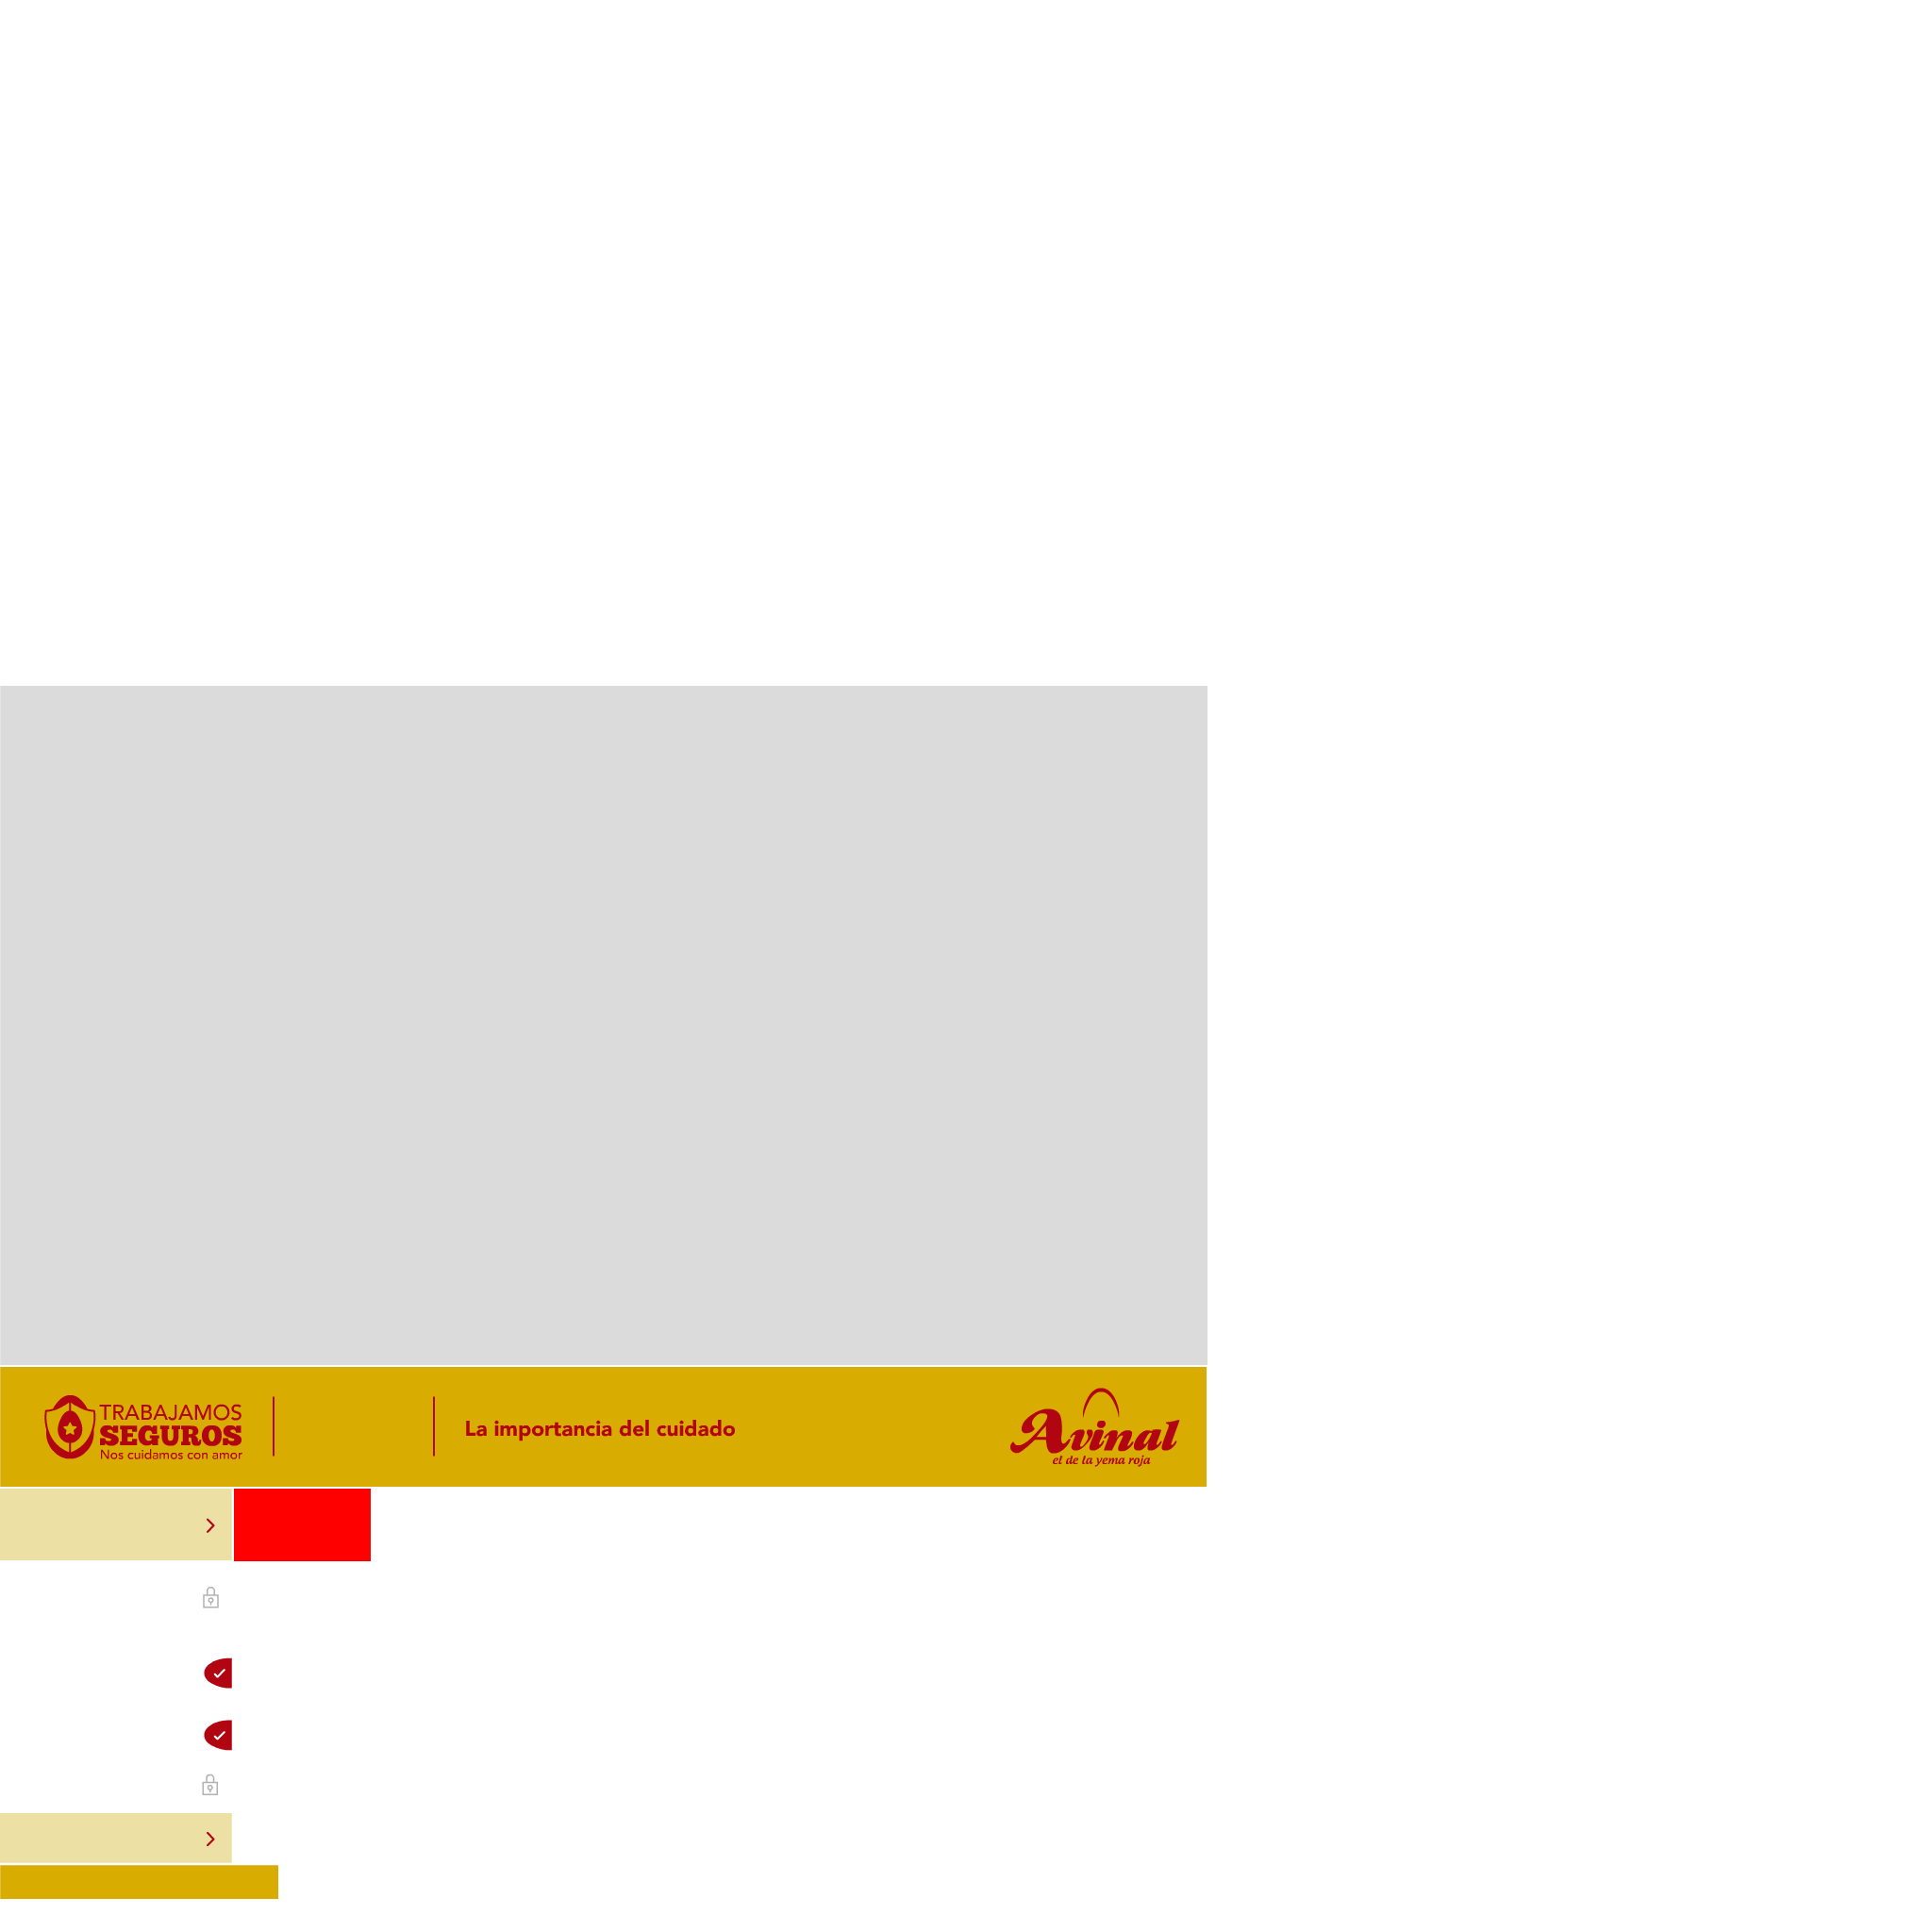 TRABAJAMOS
SEGUROS
Nos cuidamos con amor
La importancia del cuidado
Avinal
el de la yema roja